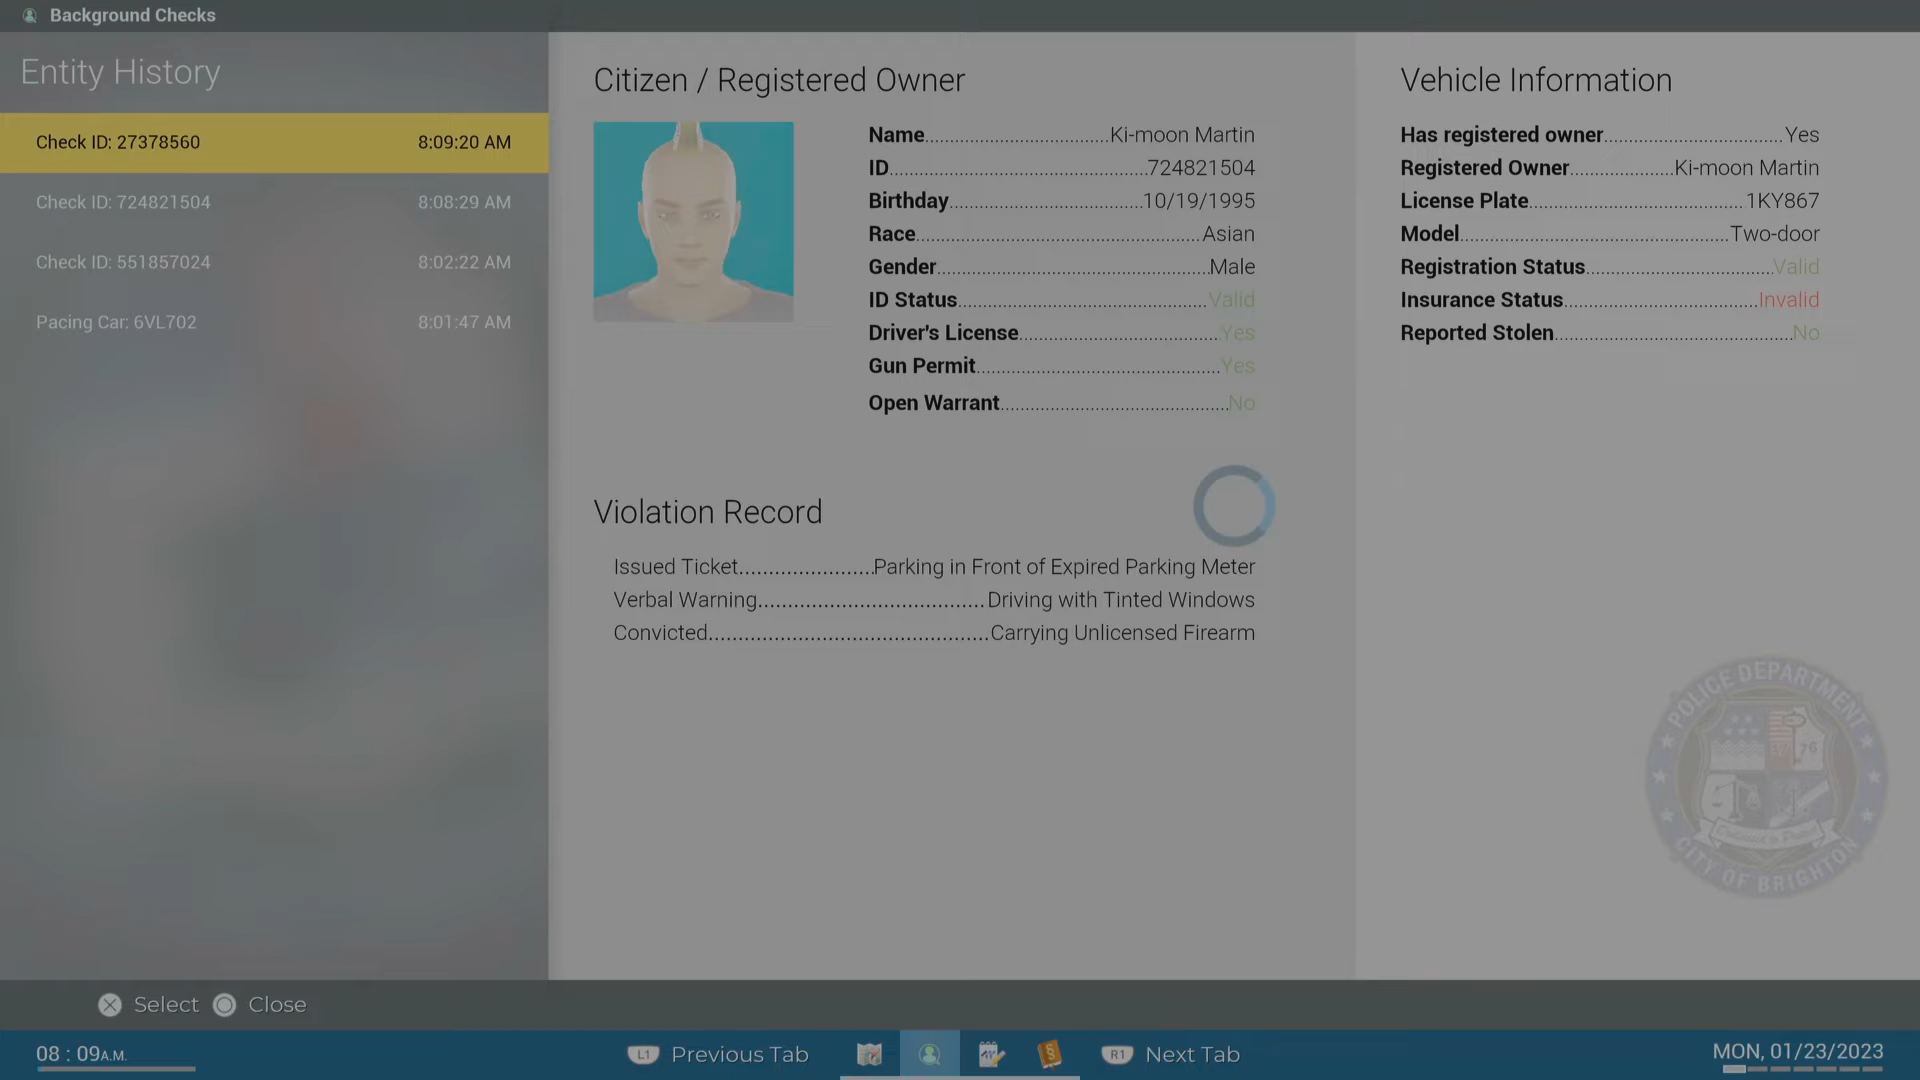 Background Checks
Entity History
Check ID: 27378560 8:09:20 AM
Check ID: 724821504 8:08:29 AM
Check ID: 551857024 8:02:22 AM
Pacing Car: 6VL702 8:01:47 AM
Citizen / Registered Owner
Name....................................Ki-moon Martin
ID............................................724821504
Birthday.................................10/19/1995
Race................................................Asian
Gender..............................................Male
ID Status..........................................Valid
Driver's License..................................Yes
Gun Permit.........................................Yes
Open Warrant......................................No
Violation Record
Issued Ticket.......................Parking in Front of Expired Parking Meter
Verbal Warning......................................Driving with Tinted Windows
Convicted...............................................Carrying Unlicensed Firearm
Vehicle Information
Has registered owner..............................Yes
Registered Owner.................Ki-moon Martin
License Plate....................................1KY867
Model.............................................Two-door
Registration Status...............................Valid
Insurance Status................................Invalid
Reported Stolen........................................No
POLICE DEPARTMENT
1776
CITY OF BRIGHTON
Select Close
08 : 09 A.M.
L1 Previous Tab
R1 Next Tab
MON, 01/23/2023